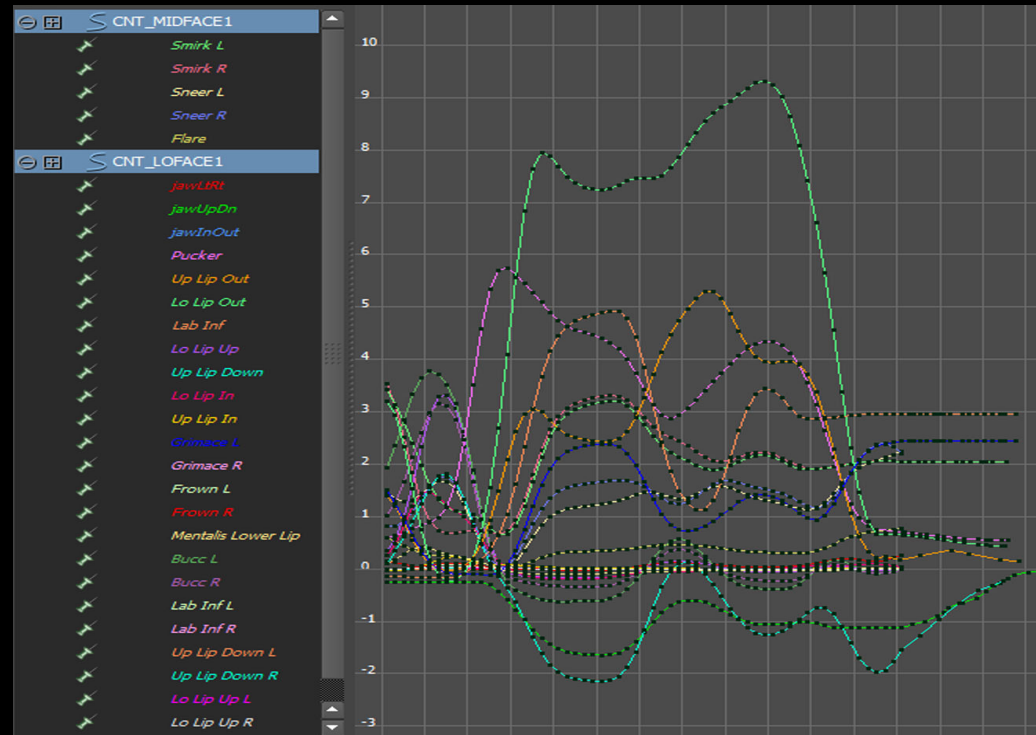 CNT_MIDFACE1
Smirk L
Smirk R
Sneer L
Sneer R
Flare
CNT_LOFACE1
jawLtRt
jawUpDn
jawInOut
Pucker
Up Lip Out
Lo Lip Out
Lab Inf
Lo Lip Up
Up Lip Down
Lo Lip In
Up Lip In
Grimace L
Grimace R
Frown L
Frown R
Mentalis Lower Lip
Bucc L
Bucc R
Lab Inf L
Lab Inf R
Up Lip Down L
Up Lip Down R
Lo Lip Up L
Lo Lip Up R
10
9
8
7
6
5
4
3
2
1
0
-1
-2
-3